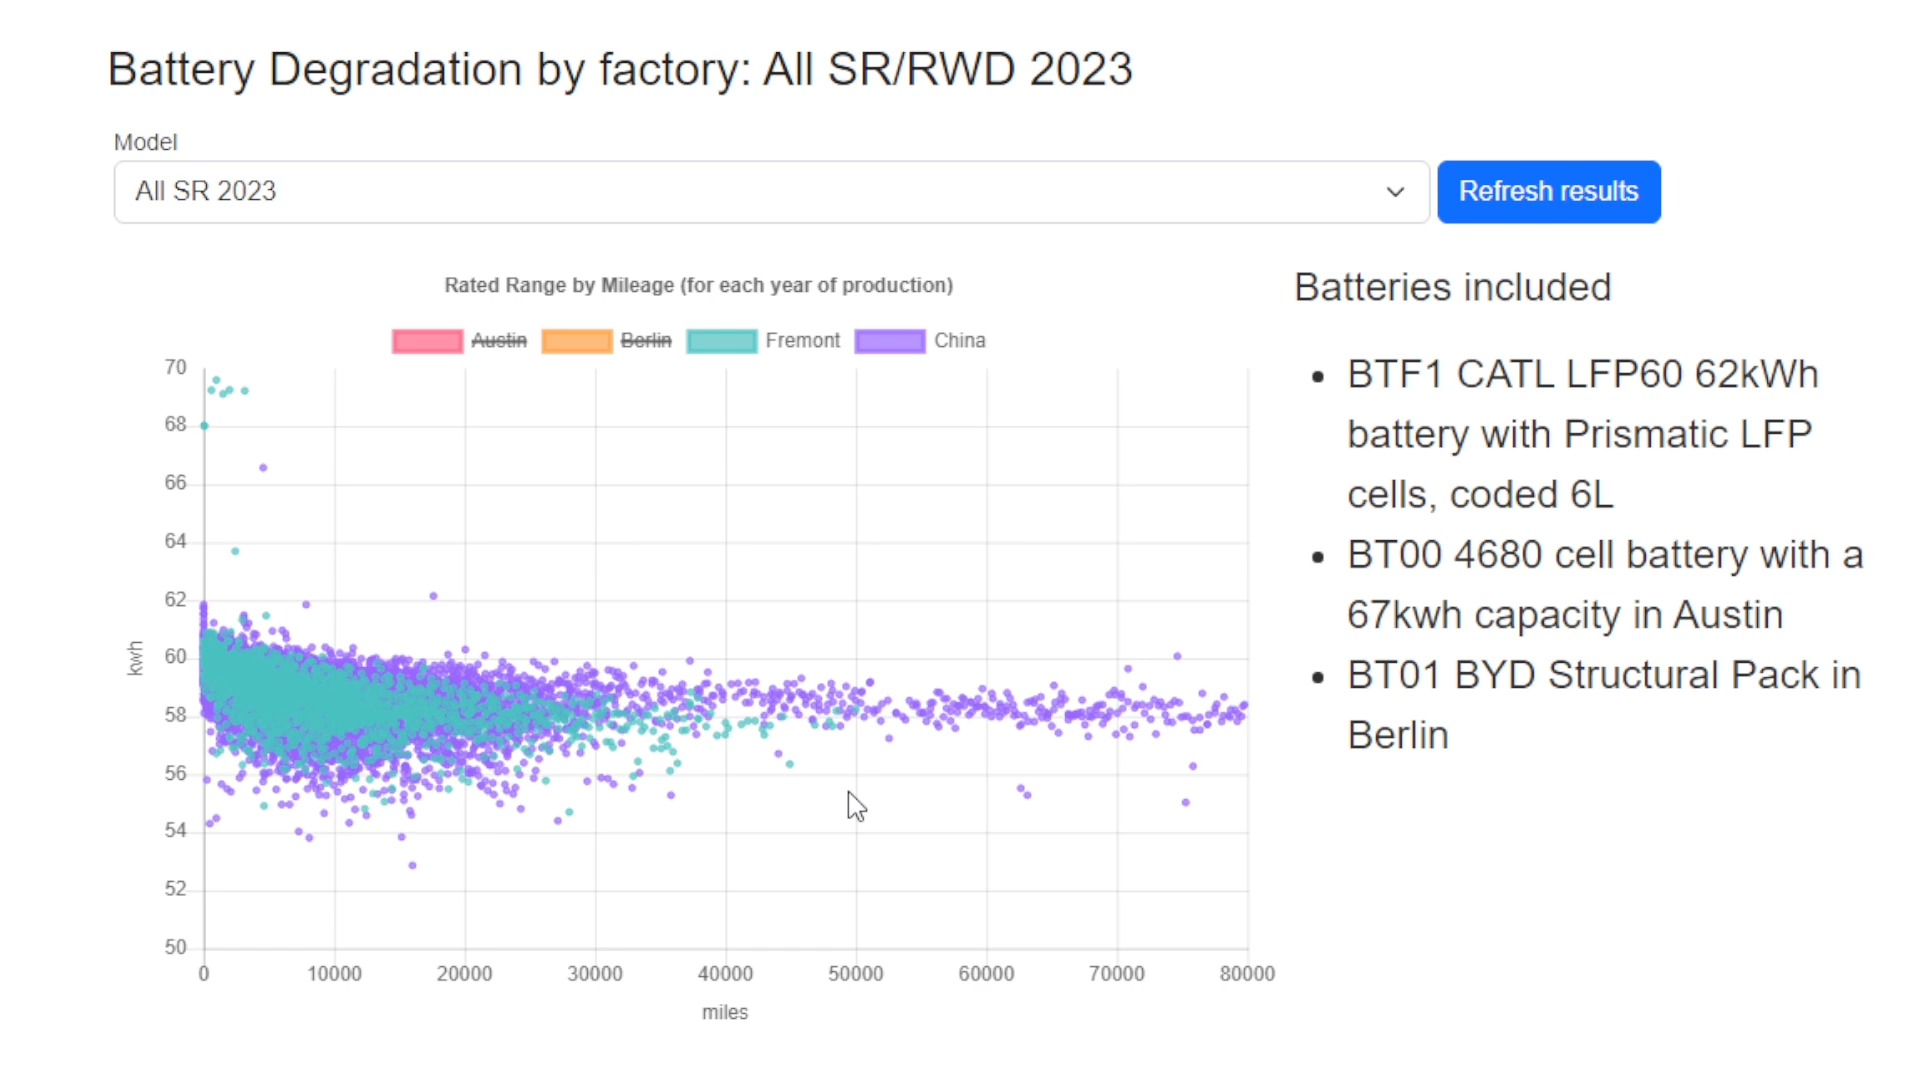 Battery Degradation by factory: All SR/RWD 2023
Model
All SR 2023
Refresh results
Rated Range by Mileage (for each year of production)
Austin
Berlin
Fremont
China
70
68
66
64
62
60
58
56
54
52
50
kwh
0
10000
20000
30000
40000
50000
60000
70000
80000
miles
Batteries included
• BTF1 CATL LFP60 62kWh
battery with Prismatic LFP
cells, coded 6L
• BT00 4680 cell battery with a
67kwh capacity in Austin
• BT01 BYD Structural Pack in
Berlin